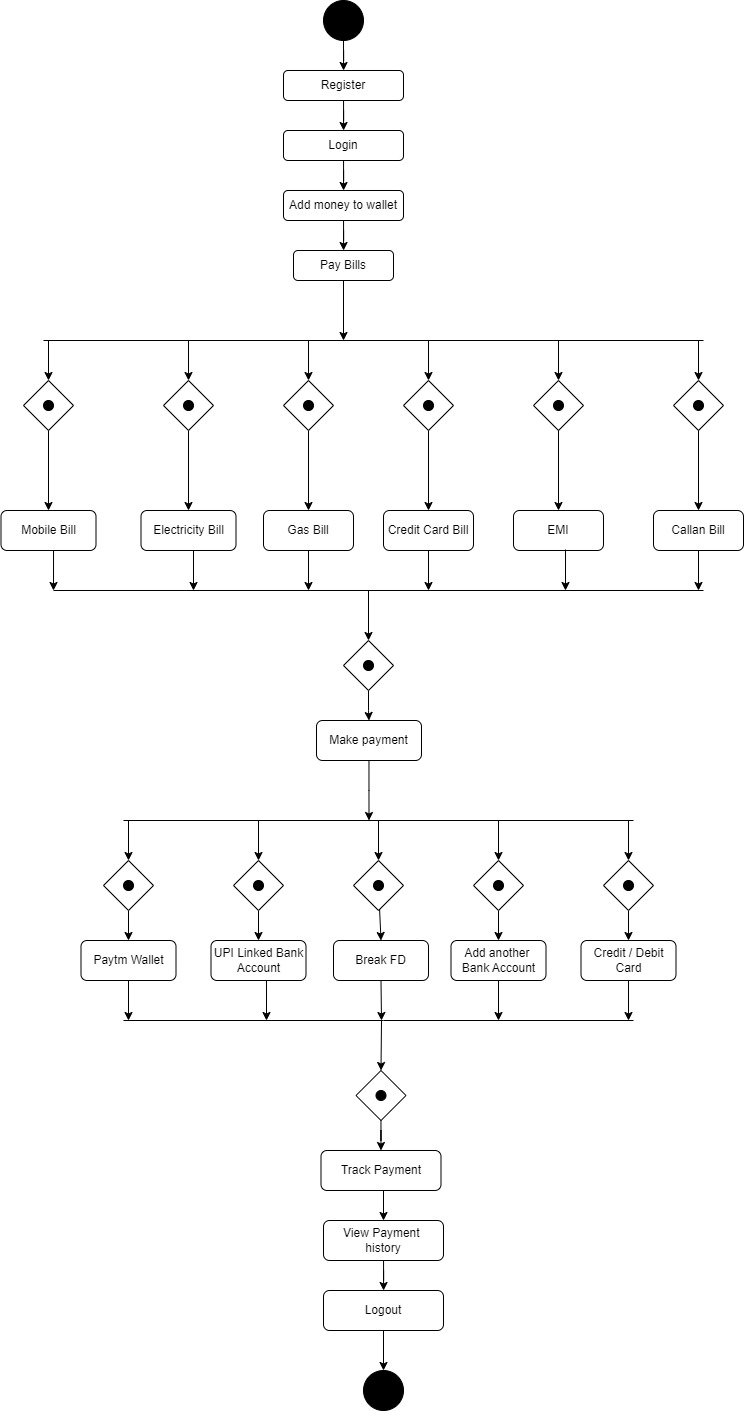 Register
Login
Add money to wallet
Pay Bills
Mobile Bill
Electricity Bill
Gas Bill
Credit Card Bill
EMI
Callan Bill
Make payment
Paytm Wallet
UPI Linked Bank
Account
Break FD
Add another
Bank Account
Credit / Debit
Card
Track Payment
View Payment
history
Logout